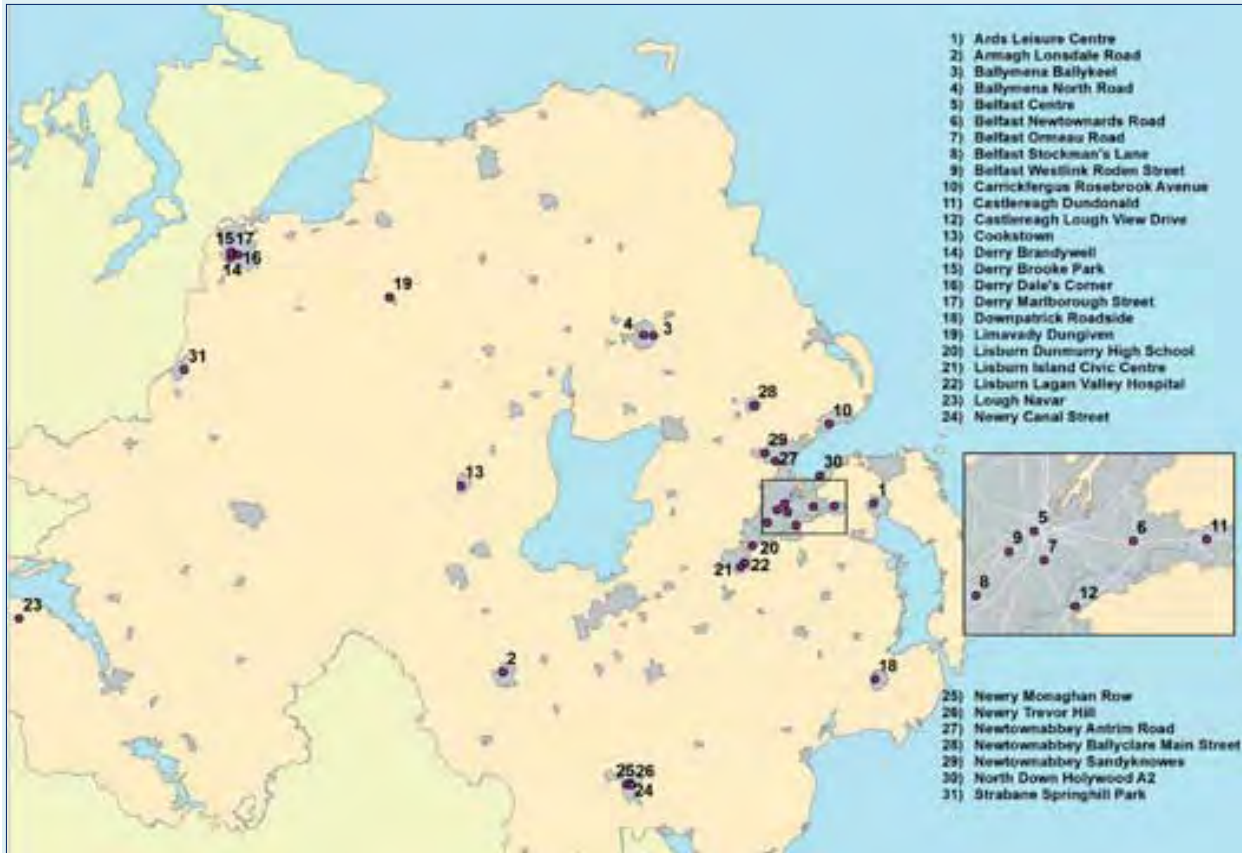 1) Ards Leisure Centre
2) Armagh Lonsdale Road
3) Ballymena Ballykeel
4) Ballymena North Road
5) Belfast Centre
6) Belfast Newtownards Road
7) Belfast Ormeau Road
8) Belfast Stockman's Lane
9) Belfast Westlink Roden Street
10) Carrickfergus Rosebrook Avenue
11) Castlereagh Dundonald
12) Castlereagh Lough View Drive
13) Cookstown
14) Derry Brandywell
15) Derry Brooke Park
16) Derry Dale's Corner
17) Derry Marlborough Street
18) Downpatrick Roadside
19) Limavady Dungiven
20) Lisburn Dunmurry High School
21) Lisburn Island Civic Centre
22) Lisburn Lagan Valley Hospital
23) Lough Navar
24) Newry Canal Street
15 17
16
14
19
4 3
31
28
10
29
27
30
13
1
20
21 22
23
2
18
25 26
24
5
6
11
9
7
8
12
25) Newry Monaghan Row
26) Newry Trevor Hill
27) Newtownabbey Antrim Road
28) Newtownabbey Ballyclare Main Street
29) Newtownabbey Sandyknowes
30) North Down Holywood A2
31) Strabane Springhill Park